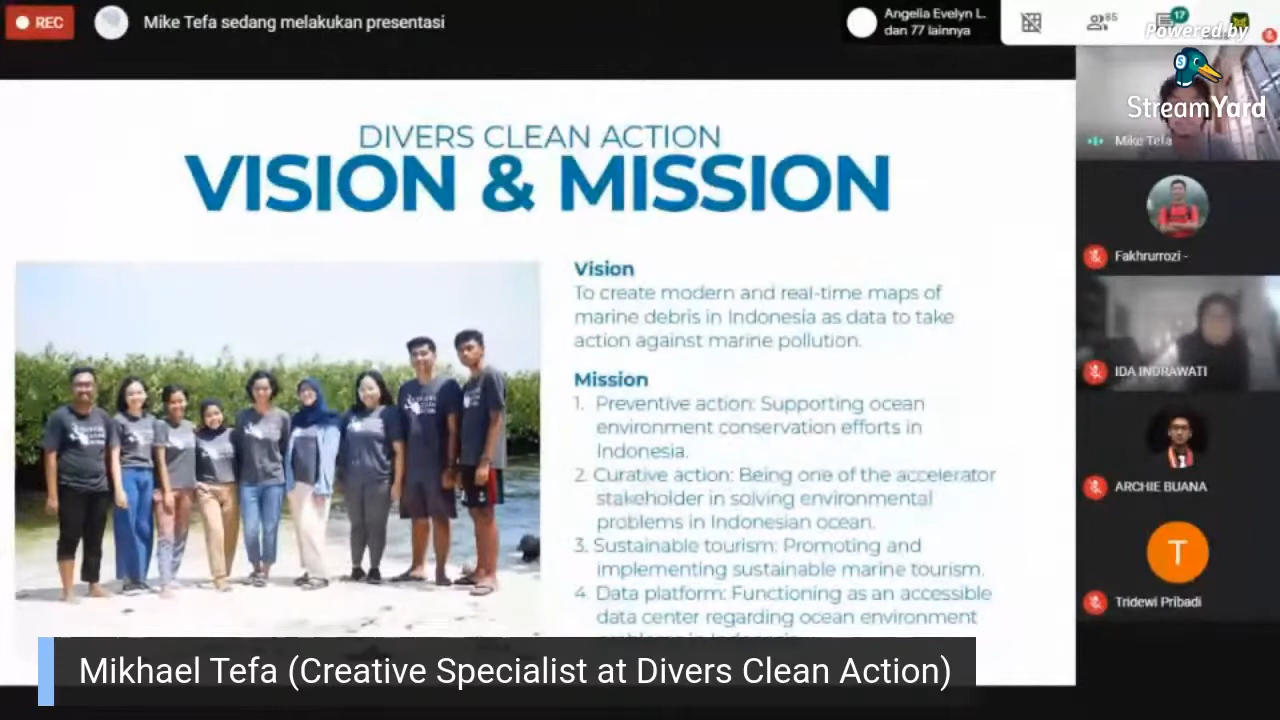 REC
Mike Tefa sedang melakukan presentasi
Angelia Evelyn L.
dan 77 lainnya
85
17
Powered by
StreamYard
Mike Tefa
Fakhrurrozi -
IDA INDRAWATI
ARCHIE BUANA
T
Tridewi Pribadi
DIVERS CLEAN ACTION
VISION & MISSION
Vision
To create modern and real-time maps of
marine debris in Indonesia as data to take
action against marine pollution.
Mission
1. Preventive action: Supporting ocean
environment conservation efforts in
Indonesia.
2. Curative action: Being one of the accelerator
stakeholder in solving environmental
problems in Indonesian ocean.
3. Sustainable tourism: Promoting and
implementing sustainable marine tourism.
4. Data platform: Functioning as an accessible
data center regarding ocean environment
Mikhael Tefa (Creative Specialist at Divers Clean Action)